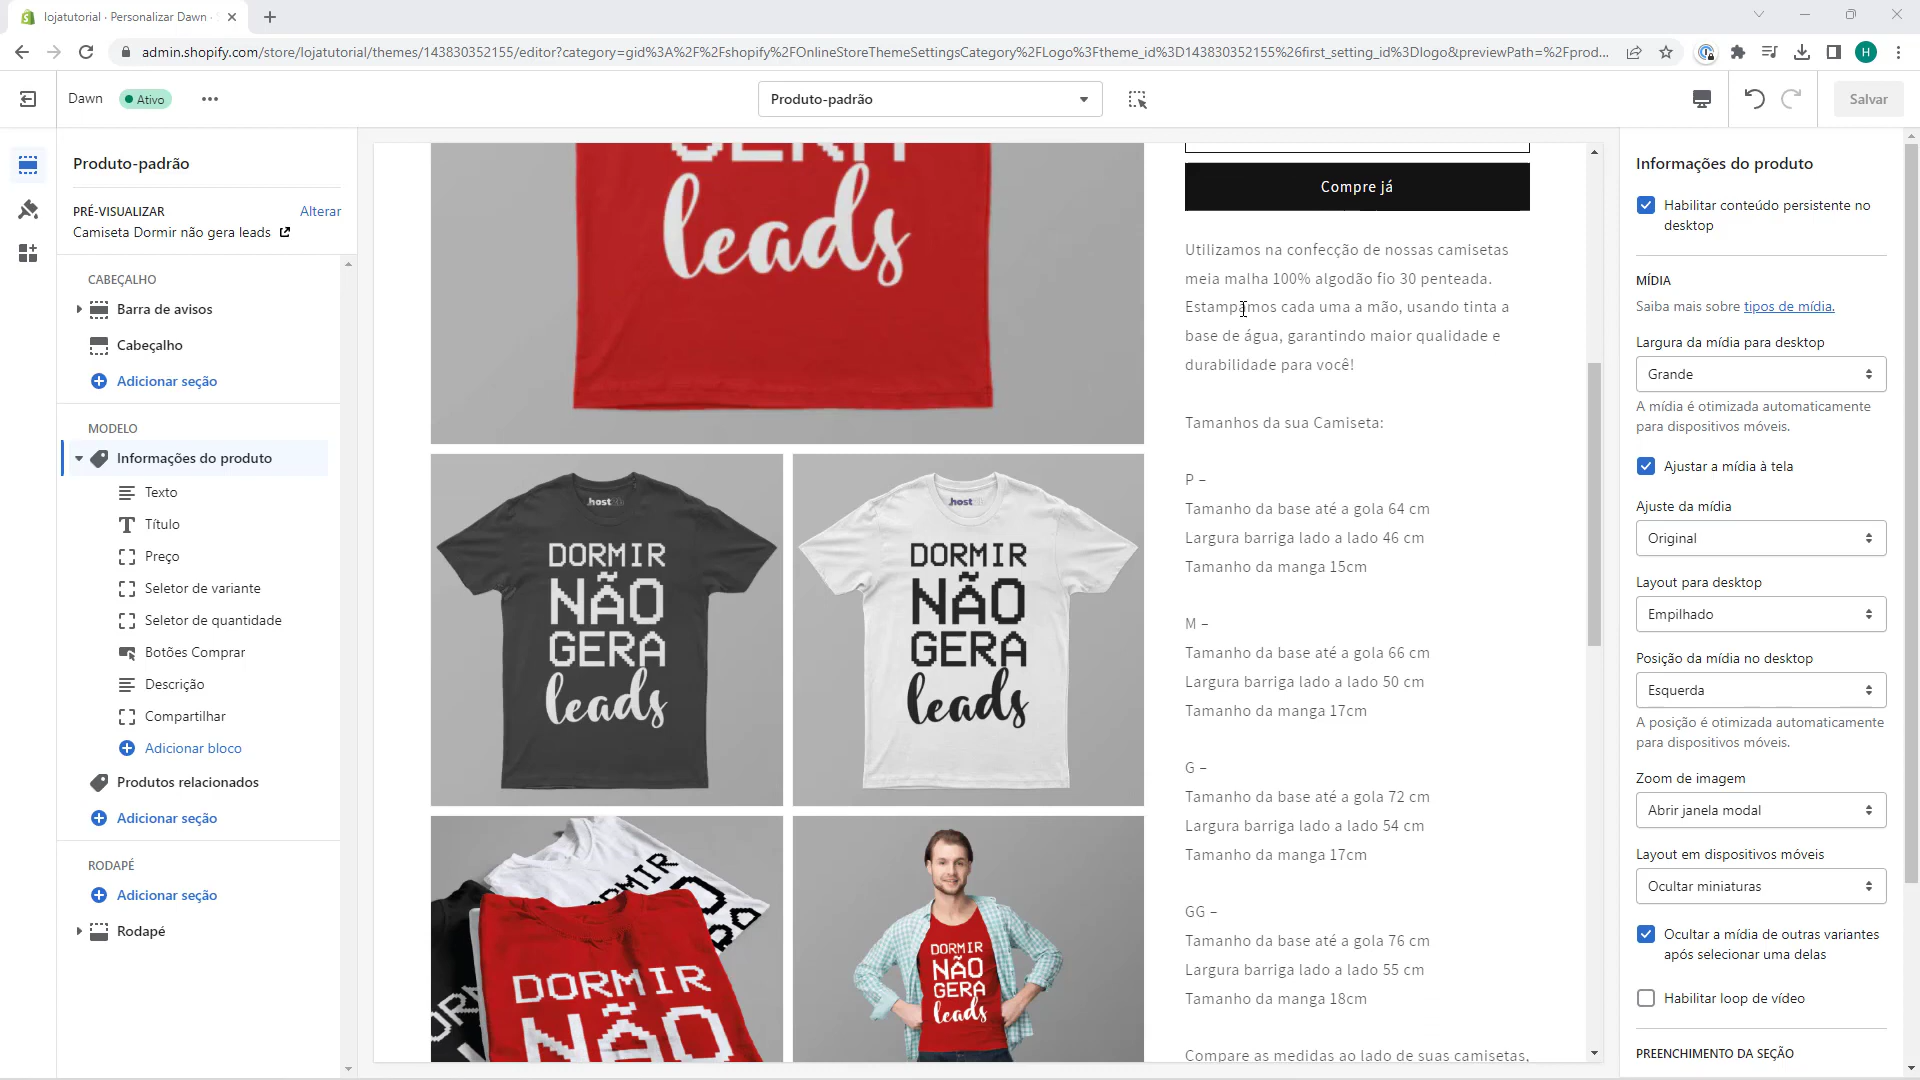 lojatutorial · Personalizar Dawn ·
admin.shopify.com/store/lojatutorial/themes/143830352155/editor?category=gid%3A%2F%2Fshopify%2FOnlineStoreThemeSettingsCategory%2FLogo%3Ftheme_id%3D143830352155%26first_setting_id%3Dlogo&previewPath=%2Fprod...
H
Dawn
Ativo
Produto-padrão
Salvar
Produto-padrão
PRÉ-VISUALIZAR
Alterar
Camiseta Dormir não gera leads
CABEÇALHO
Barra de avisos
Cabeçalho
Adicionar seção
MODELO
Informações do produto
Texto
Título
Preço
Seletor de variante
Seletor de quantidade
Botões Comprar
Descrição
Compartilhar
Adicionar bloco
Produtos relacionados
Adicionar seção
RODAPÉ
Adicionar seção
Rodapé
GERA
leads
DORMIR
NÃO
GERA
leads
DORMIR
NÃO
GERA
leads
DORMIR
NÃO
DORMIR
NÃO
GERA
leads
Compre já
Utilizamos na confecção de nossas camisetas
meia malha 100% algodão fio 30 penteada.
Estampamos cada uma a mão, usando tinta a
base de água, garantindo maior qualidade e
durabilidade para você!
Tamanhos da sua Camiseta:
P –
Tamanho da base até a gola 64 cm
Largura barriga lado a lado 46 cm
Tamanho da manga 15cm
M –
Tamanho da base até a gola 66 cm
Largura barriga lado a lado 50 cm
Tamanho da manga 17cm
G –
Tamanho da base até a gola 72 cm
Largura barriga lado a lado 54 cm
Tamanho da manga 17cm
GG –
Tamanho da base até a gola 76 cm
Largura barriga lado a lado 55 cm
Tamanho da manga 18cm
Compare as medidas ao lado de suas camisetas,
Informações do produto
Habilitar conteúdo persistente no
desktop
MÍDIA
Saiba mais sobre tipos de mídia.
Largura da mídia para desktop
Grande
A mídia é otimizada automaticamente
para dispositivos móveis.
Ajustar a mídia à tela
Ajuste da mídia
Original
Layout para desktop
Empilhado
Posição da mídia no desktop
Esquerda
A posição é otimizada automaticamente
para dispositivos móveis.
Zoom de imagem
Abrir janela modal
Layout em dispositivos móveis
Ocultar miniaturas
Ocultar a mídia de outras variantes
após selecionar uma delas
Habilitar loop de vídeo
PREENCHIMENTO DA SEÇÃO